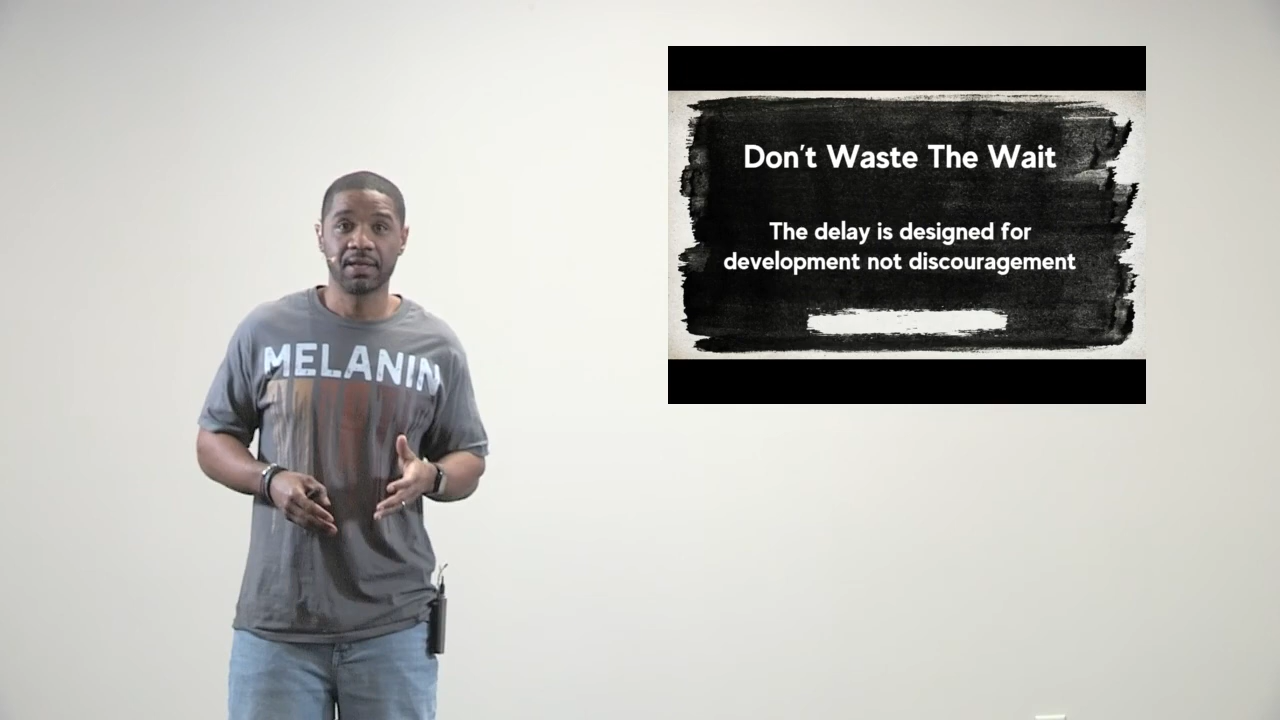 Don't Waste The Wait
The delay is designed for
development not discouragement
MELANIN